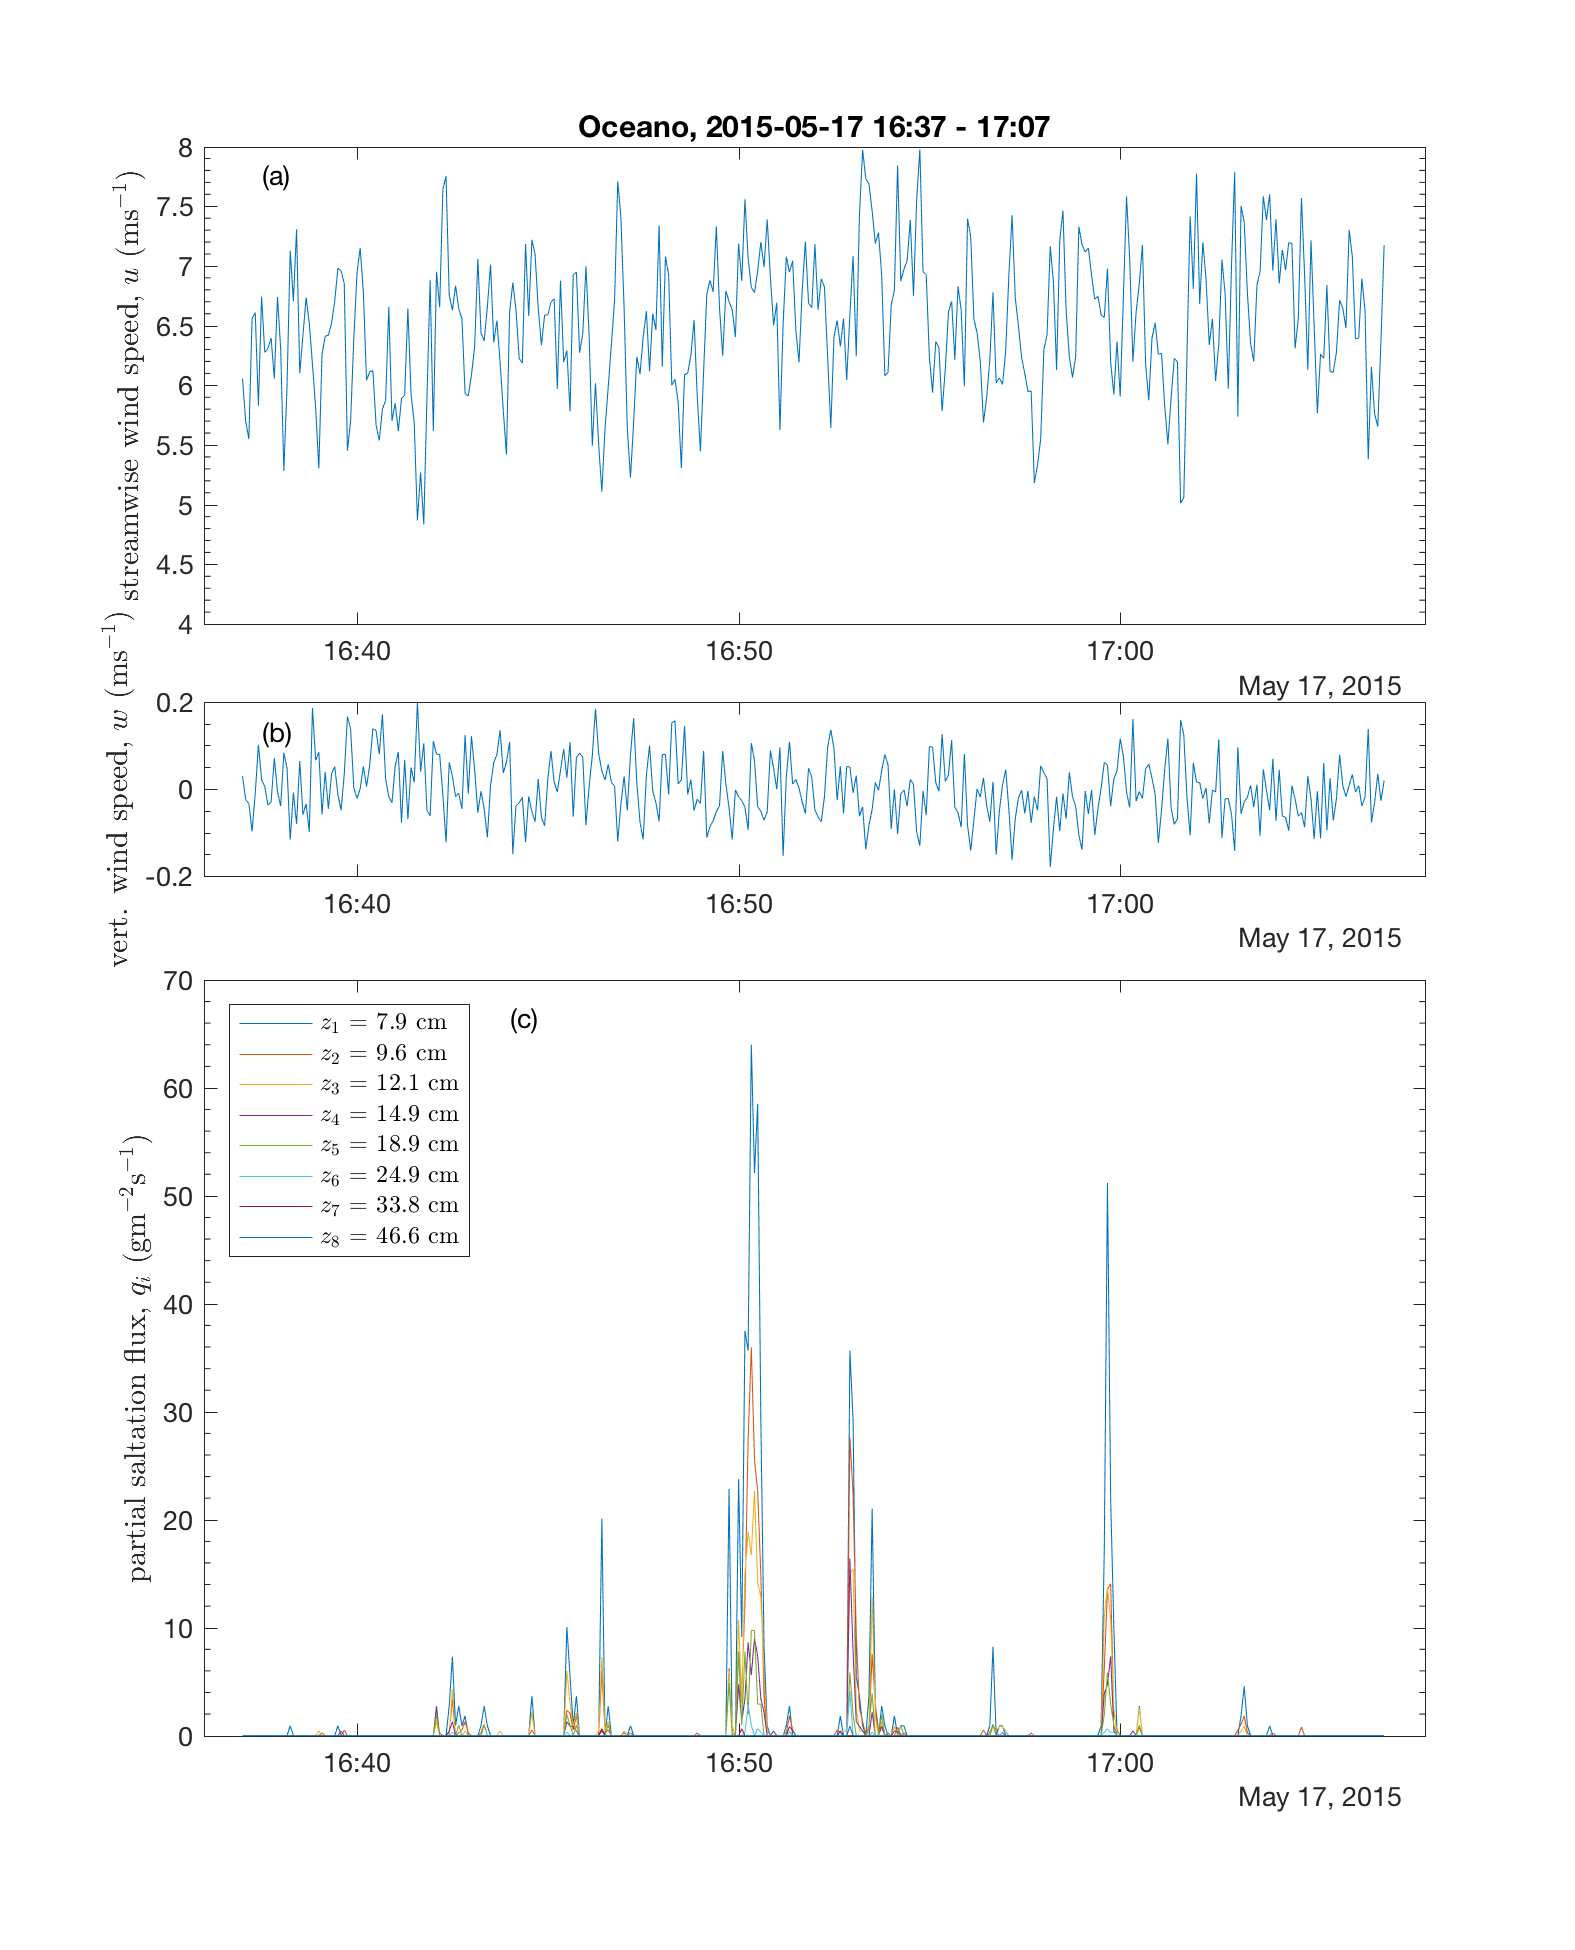 Oceano, 2015-05-17 16:37 - 17:07
(a)
streamwise wind speed, u (ms⁻¹)
8
7.5
7
6.5
6
5.5
5
4.5
4
16:40 16:50 17:00
May 17, 2015
(b)
vert. wind speed, w (ms⁻¹)
0.2
0
-0.2
16:40 16:50 17:00
May 17, 2015
(c)
partial saltation flux, qᵢ (gm⁻²s⁻¹)
70
60
50
40
30
20
10
0
z₁ = 7.9 cm
z₂ = 9.6 cm
z₃ = 12.1 cm
z₄ = 14.9 cm
z₅ = 18.9 cm
z₆ = 24.9 cm
z₇ = 33.8 cm
z₈ = 46.6 cm
16:40 16:50 17:00
May 17, 2015